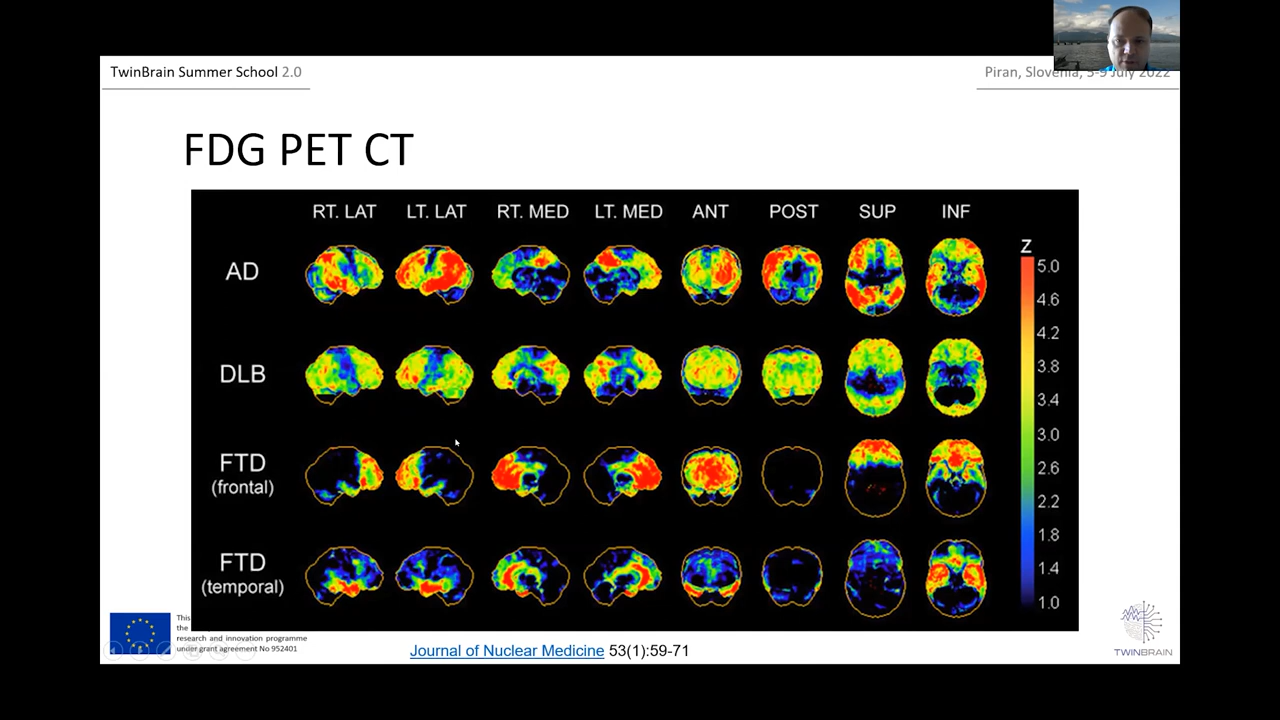 TwinBrain Summer School 2.0
Piran, Slovenia, 5-9 July 2022
FDG PET CT
RT. LAT LT. LAT RT. MED LT. MED ANT POST SUP INF
Z
AD
DLB
FTD
(frontal)
FTD
(temporal)
5.0
4.6
4.2
3.8
3.4
3.0
2.6
2.2
1.8
1.4
1.0
This
the
research and innovation programme
under grant agreement No 952401
Journal of Nuclear Medicine 53(1):59-71
TWINBRAIN